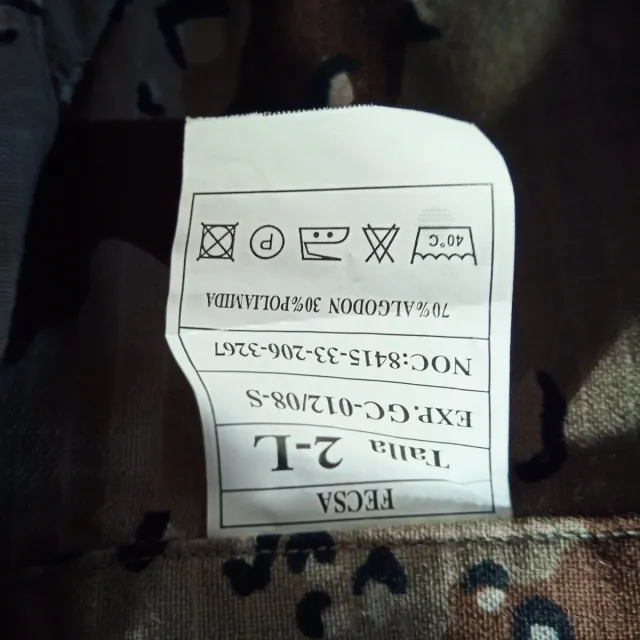 FECSA
Talla 2-L
EXP.GC-012/08-S
NOC:8415-33-206-3267
70%ALGODON 30%POLIAMIDA
40°C P